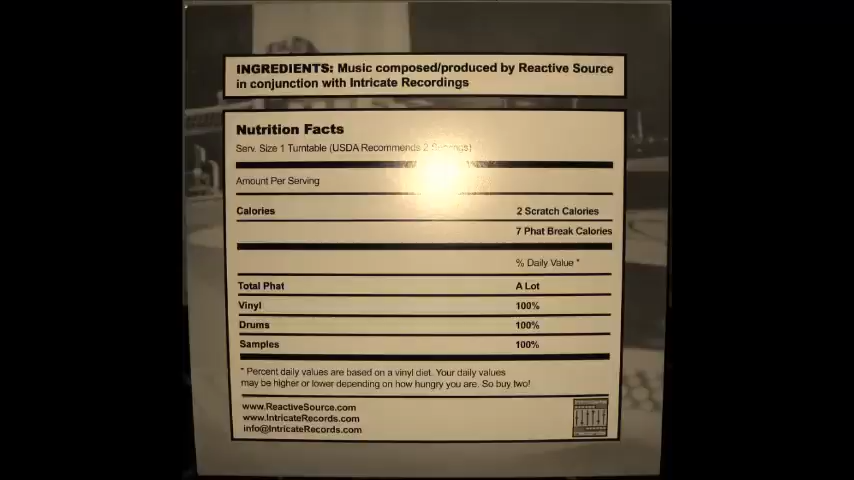 INGREDIENTS: Music composed/produced by Reactive Source
in conjunction with Intricate Recordings
Nutrition Facts
Serv. Size 1 Turntable (USDA Recommends 2 Servings)
Amount Per Serving
Calories 2 Scratch Calories
7 Phat Break Calories
% Daily Value *
Total Phat A Lot
Vinyl 100%
Drums 100%
Samples 100%
* Percent daily values are based on a vinyl diet. Your daily values
may be higher or lower depending on how hungry you are. So buy two!
www.ReactiveSource.com
www.IntricateRecords.com
info@IntricateRecords.com